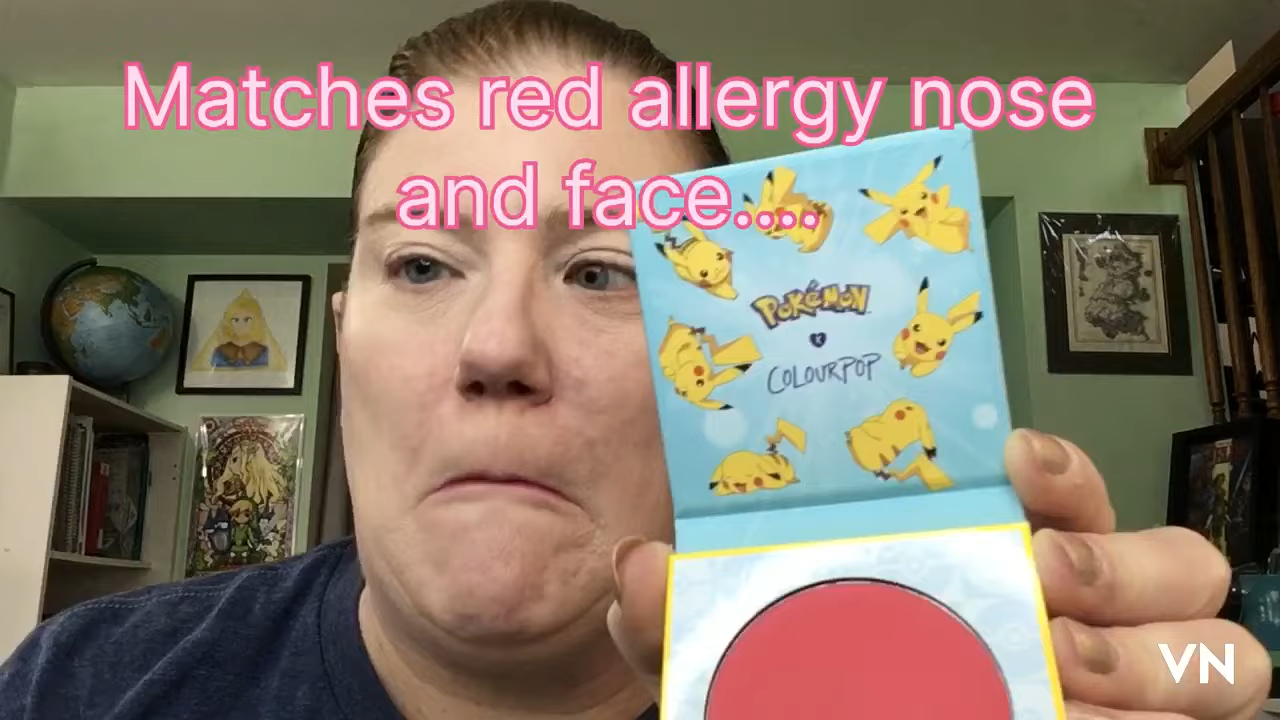 Matches red allergy nose
and face....
POKéMON
x
COLOURPOP
VN